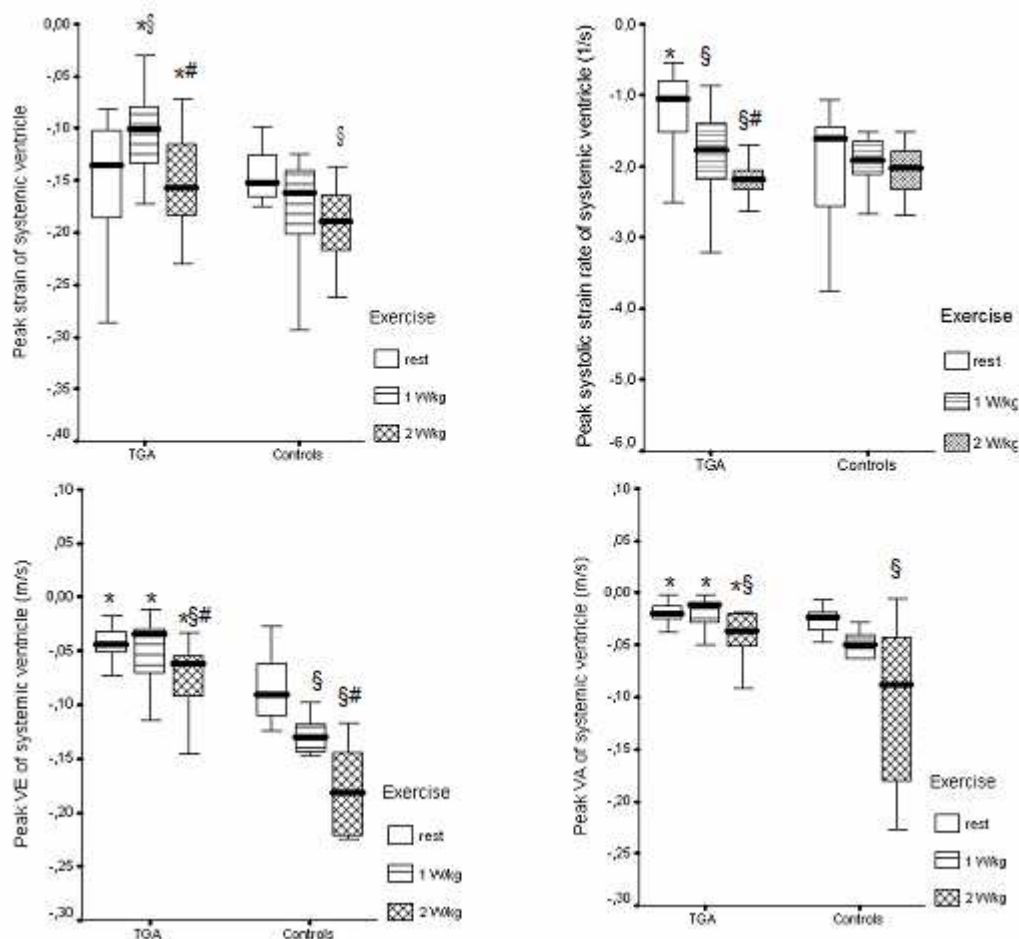 Peak strain of systemic ventricle
0,00
-,05
-,10
-,15
-,20
-,25
-,30
-,35
-,40
*§
*#
§
TGA
Controls
Exercise
rest
1 W/kg
2 W/kg
Peak systolic strain rate of systemic ventricle (1/s)
0.0
-1.0
-2.0
-3.0
-4.0
-5.0
-6.0
*
§
§#
TGA
Controls
Exercise
rest
1 W/kg
2 W/kg
Peak VE of systemic ventricle (m/s)
,10
,05
0,00
-,05
-,10
-,15
-,20
-,25
-,30
*
*
*§#
§
§#
TGA
Controls
Exercise
rest
1 W/kg
2 W/kg
Peak VA of systemic ventricle (m/s)
,10
,05
0,00
-,05
-,10
-,15
-,20
-,25
-,30
*
*
*§
§
TGA
Controls
Exercise
rest
1 W/kg
2 W/kg